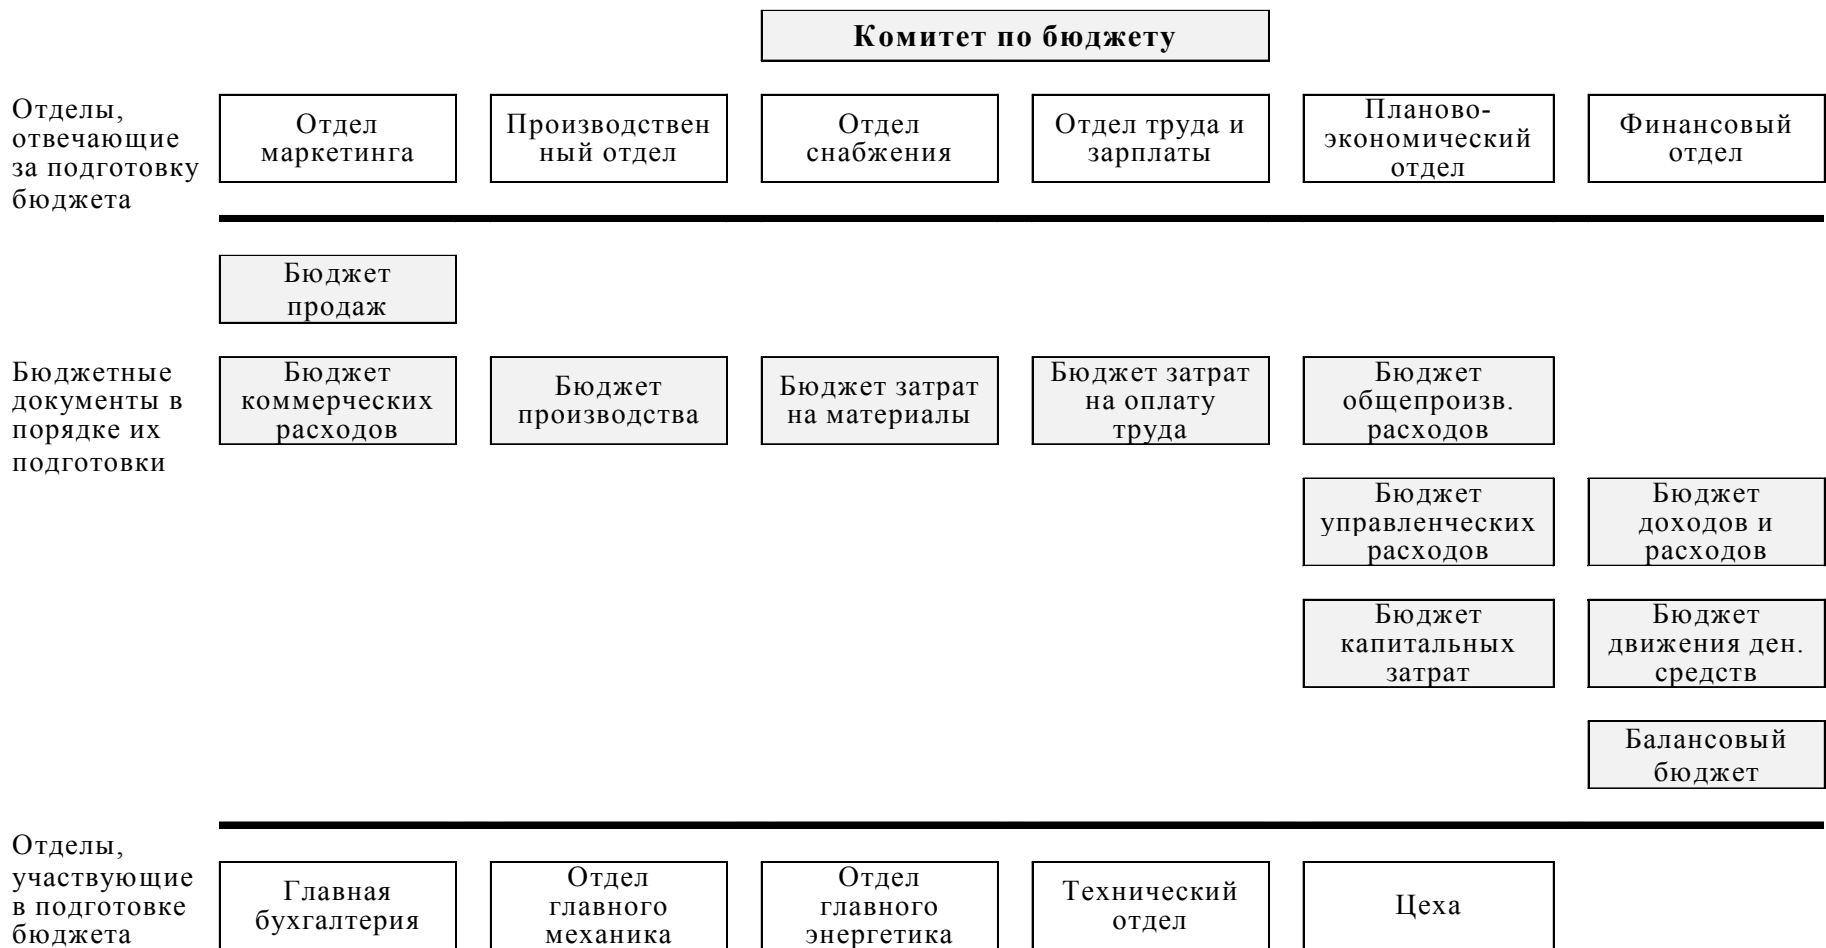 Комитет по бюджету
Отделы,
отвечающие
за подготовку
бюджета
Отдел
маркетинга
Производствен
ный отдел
Отдел
снабжения
Отдел труда и
зарплаты
Планово-
экономический
отдел
Финансовый
отдел
Бюджет
продаж
Бюджетные
документы в
порядке их
подготовки
Бюджет
коммерческих
расходов
Бюджет
производства
Бюджет затрат
на материалы
Бюджет затрат
на оплату
труда
Бюджет
общепроизв.
расходов
Бюджет
управленческих
расходов
Бюджет
доходов и
расходов
Бюджет
капитальных
затрат
Бюджет
движения ден.
средств
Балансовый
бюджет
Отделы,
участвующие
в подготовке
бюджета
Главная
бухгалтерия
Отдел
главного
механика
Отдел
главного
энергетика
Технический
отдел
Цеха